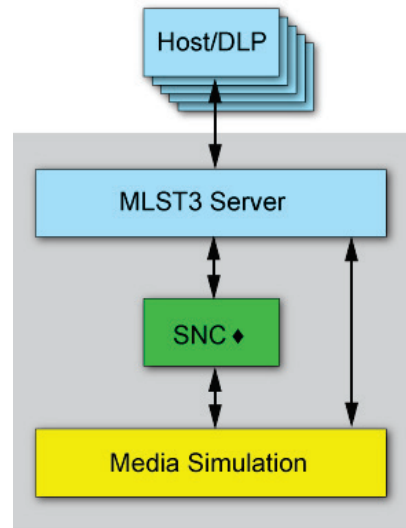 Host/DLP
MLST3 Server
SNC ♦
Media Simulation